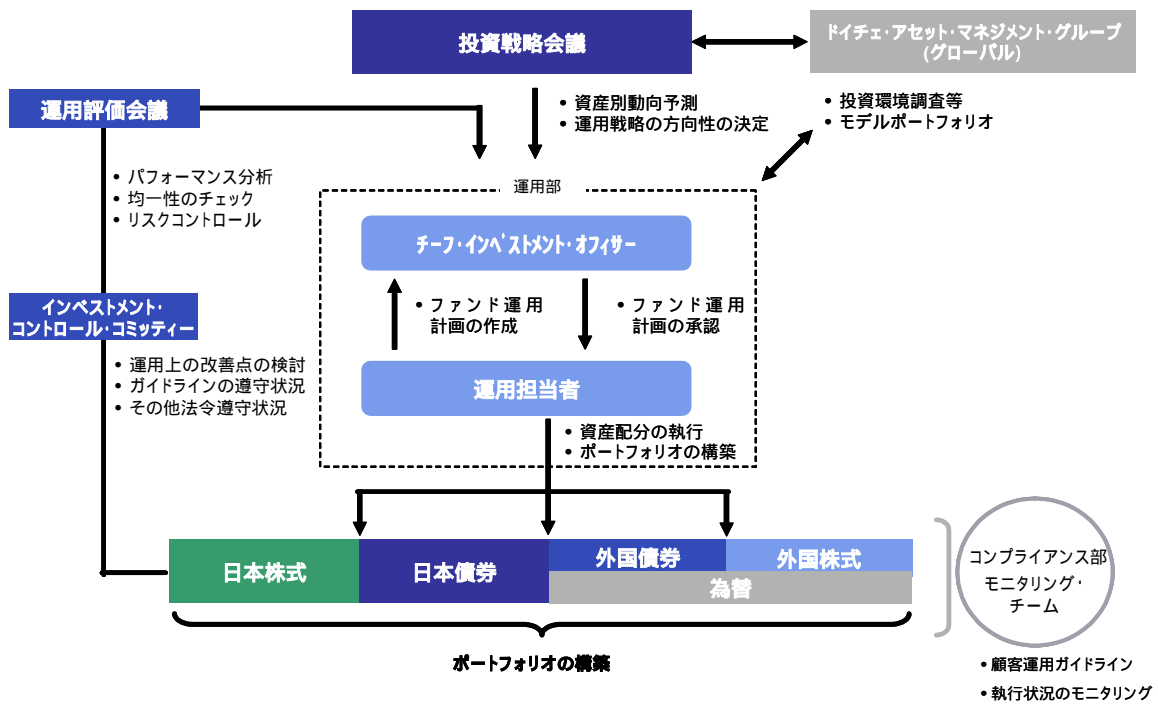 投資戦略会議
ドイチェ・アセット・マネジメント・グループ
(グローバル)
運用評価会議
• 資産別動向予測
• 運用戦略の方向性の決定
• 投資環境調査等
• モデルポートフォリオ
• パフォーマンス分析
• 均一性のチェック
• リスクコントロール
運用部
チーフ・インベストメント・オフィサー
インベストメント・
コントロール・コミッティー
• ファンド運用
計画の作成
• ファンド運用
計画の承認
• 運用上の改善点の検討
• ガイドラインの遵守状況
• その他法令遵守状況
運用担当者
• 資産配分の執行
• ポートフォリオの構築
日本株式
日本債券
外国債券
外国株式
為替
コンプライアンス部
モニタリング・
チーム
ポートフォリオの構築
• 顧客運用ガイドライン
• 執行状況のモニタリング